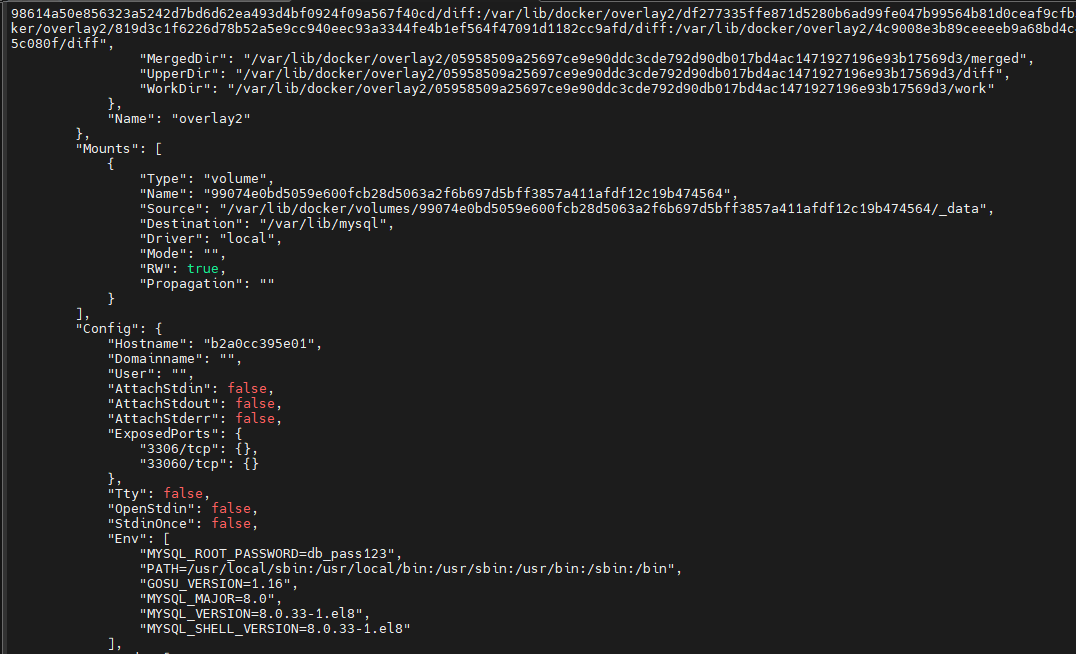 98614a50e856323a5242d7bd6d62ea493d4bf0924f09a567f40cd/diff:/var/lib/docker/overlay2/df277335ffe871d5280b6ad99fe047b99564b81d0ceaf9cfb
ker/overlay2/819d3c1f6226d78b52a5e9cc940eec93a3344fe4b1ef564f47091d1182cc9afd/diff:/var/lib/docker/overlay2/4c9008e3b89ceeeeb9a68bd4c
5c080f/diff",
"MergedDir": "/var/lib/docker/overlay2/05958509a25697ce9e90ddc3cde792d90db017bd4ac1471927196e93b17569d3/merged",
"UpperDir": "/var/lib/docker/overlay2/05958509a25697ce9e90ddc3cde792d90db017bd4ac1471927196e93b17569d3/diff",
"WorkDir": "/var/lib/docker/overlay2/05958509a25697ce9e90ddc3cde792d90db017bd4ac1471927196e93b17569d3/work"
},
"Name": "overlay2"
},
"Mounts": [
{
"Type": "volume",
"Name": "99074e0bd5059e600fcb28d5063a2f6b697d5bff3857a411afdf12c19b474564",
"Source": "/var/lib/docker/volumes/99074e0bd5059e600fcb28d5063a2f6b697d5bff3857a411afdf12c19b474564/_data",
"Destination": "/var/lib/mysql",
"Driver": "local",
"Mode": "",
"RW": true,
"Propagation": ""
}
],
"Config": {
"Hostname": "b2a0cc395e01",
"Domainname": "",
"User": "",
"AttachStdin": false,
"AttachStdout": false,
"AttachStderr": false,
"ExposedPorts": {
"3306/tcp": {},
"33060/tcp": {}
},
"Tty": false,
"OpenStdin": false,
"StdinOnce": false,
"Env": [
"MYSQL_ROOT_PASSWORD=db_pass123",
"PATH=/usr/local/sbin:/usr/local/bin:/usr/sbin:/usr/bin:/sbin:/bin",
"GOSU_VERSION=1.16",
"MYSQL_MAJOR=8.0",
"MYSQL_VERSION=8.0.33-1.el8",
"MYSQL_SHELL_VERSION=8.0.33-1.el8"
],